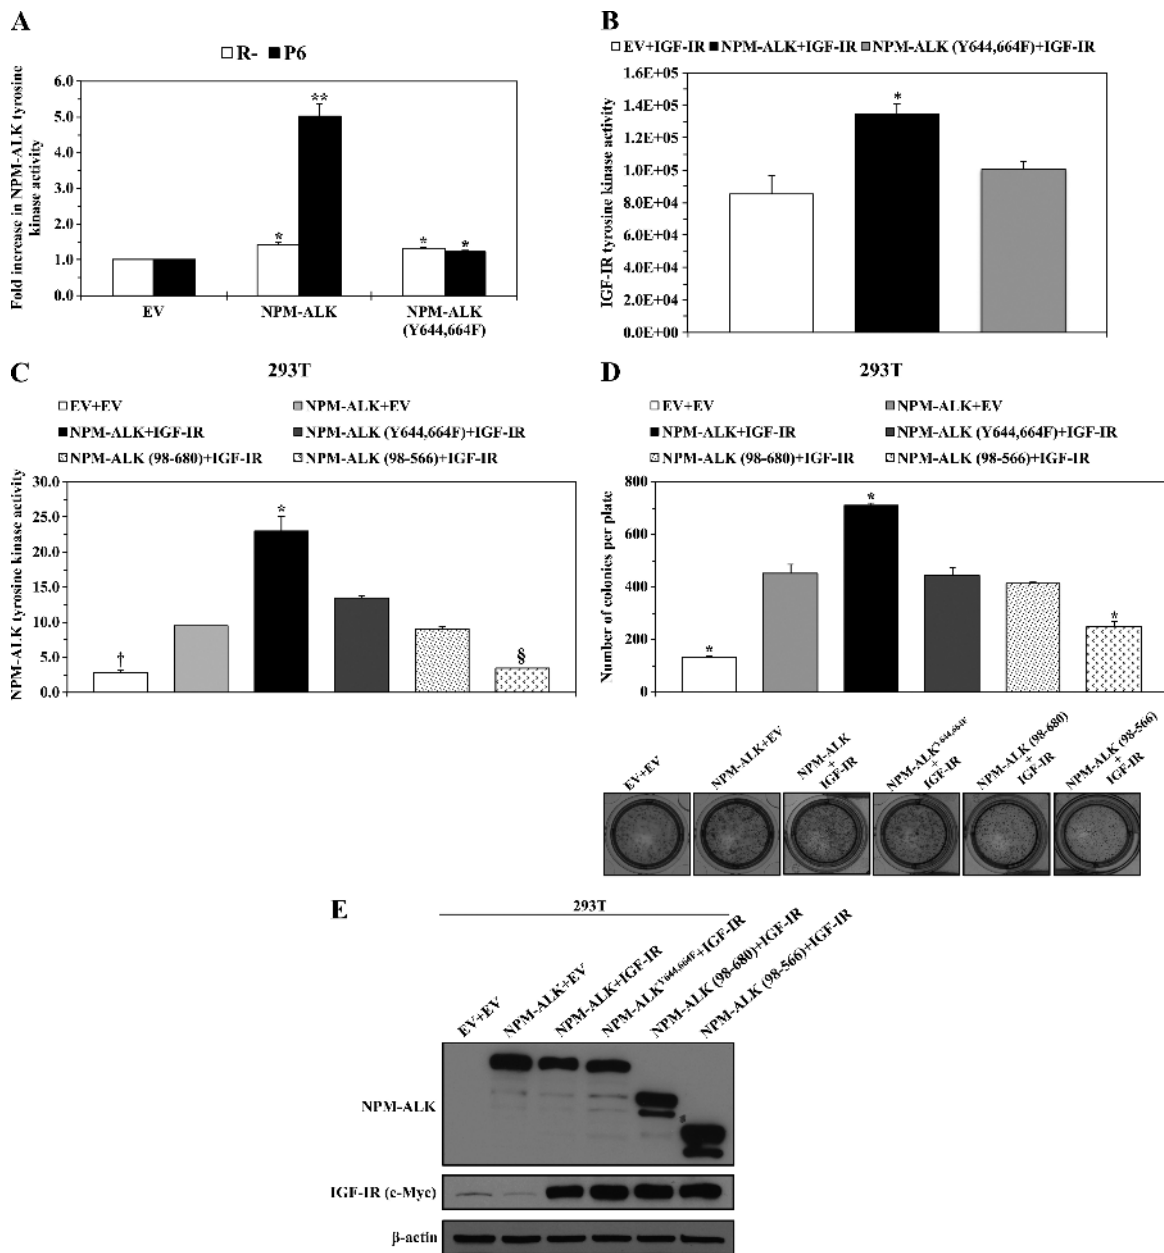 A
R- P6
Fold increase in NPM-ALK tyrosine
kinase activity
6.0
5.0
4.0
3.0
2.0
1.0
0.0
*
**
*
*
EV
NPM-ALK
NPM-ALK
(Y644,664F)
B
EV+IGF-IR NPM-ALK+IGF-IR NPM-ALK (Y644,664F)+IGF-IR
IGF-IR tyrosine kinase activity
1.6E+05
1.4E+05
1.2E+05
1.0E+05
8.0E+04
6.0E+04
4.0E+04
2.0E+04
0.0E+00
*
C
293T
EV+EV NPM-ALK+EV
NPM-ALK+IGF-IR NPM-ALK (Y644,664F)+IGF-IR
NPM-ALK (98-680)+IGF-IR NPM-ALK (98-566)+IGF-IR
NPM-ALK tyrosine kinase activity
30.0
25.0
20.0
15.0
10.0
5.0
0.0
†
*
§
D
293T
EV+EV NPM-ALK+EV
NPM-ALK+IGF-IR NPM-ALK (Y644,664F)+IGF-IR
NPM-ALK (98-680)+IGF-IR NPM-ALK (98-566)+IGF-IR
Number of colonies per plate
800
600
400
200
0
*
*
*
EV+EV
NPM-ALK+EV
NPM-ALK
+
IGF-IR
NPM-ALK Y644,664F
+
IGF-IR
NPM-ALK (98-680)
+
IGF-IR
NPM-ALK (98-566)
+
IGF-IR
E
293T
EV+EV
NPM-ALK+EV
NPM-ALK+IGF-IR
NPM-ALK Y644,664F+IGF-IR
NPM-ALK (98-680)+IGF-IR
NPM-ALK (98-566)+IGF-IR
NPM-ALK
IGF-IR (c-Myc)
β-actin